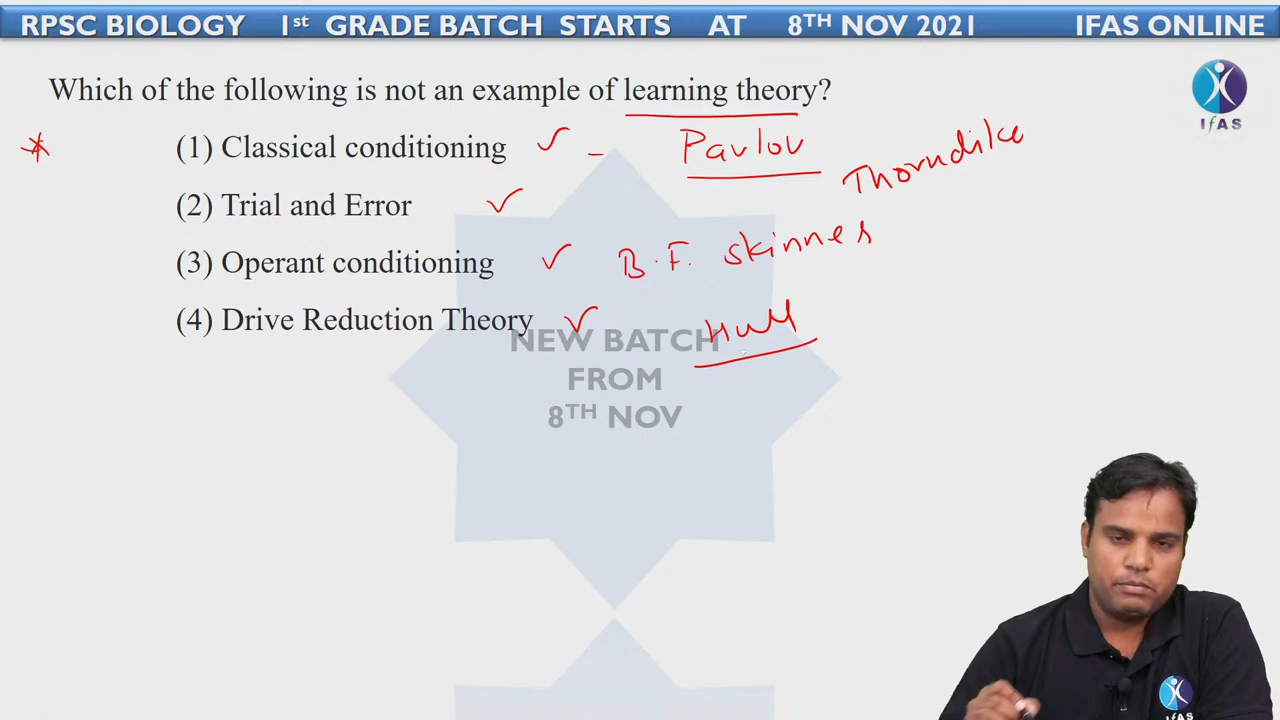 RPSC BIOLOGY 1st GRADE BATCH STARTS AT 8TH NOV 2021 IFAS ONLINE
Which of the following is not an example of learning theory?
IfAS
(1) Classical conditioning ✓ - Pavlov
Thorndike
(2) Trial and Error ✓
(3) Operant conditioning ✓ B.F. skinner
(4) Drive Reduction Theory ✓ Hull
NEW BATCH
FROM
8TH NOV
IfAS